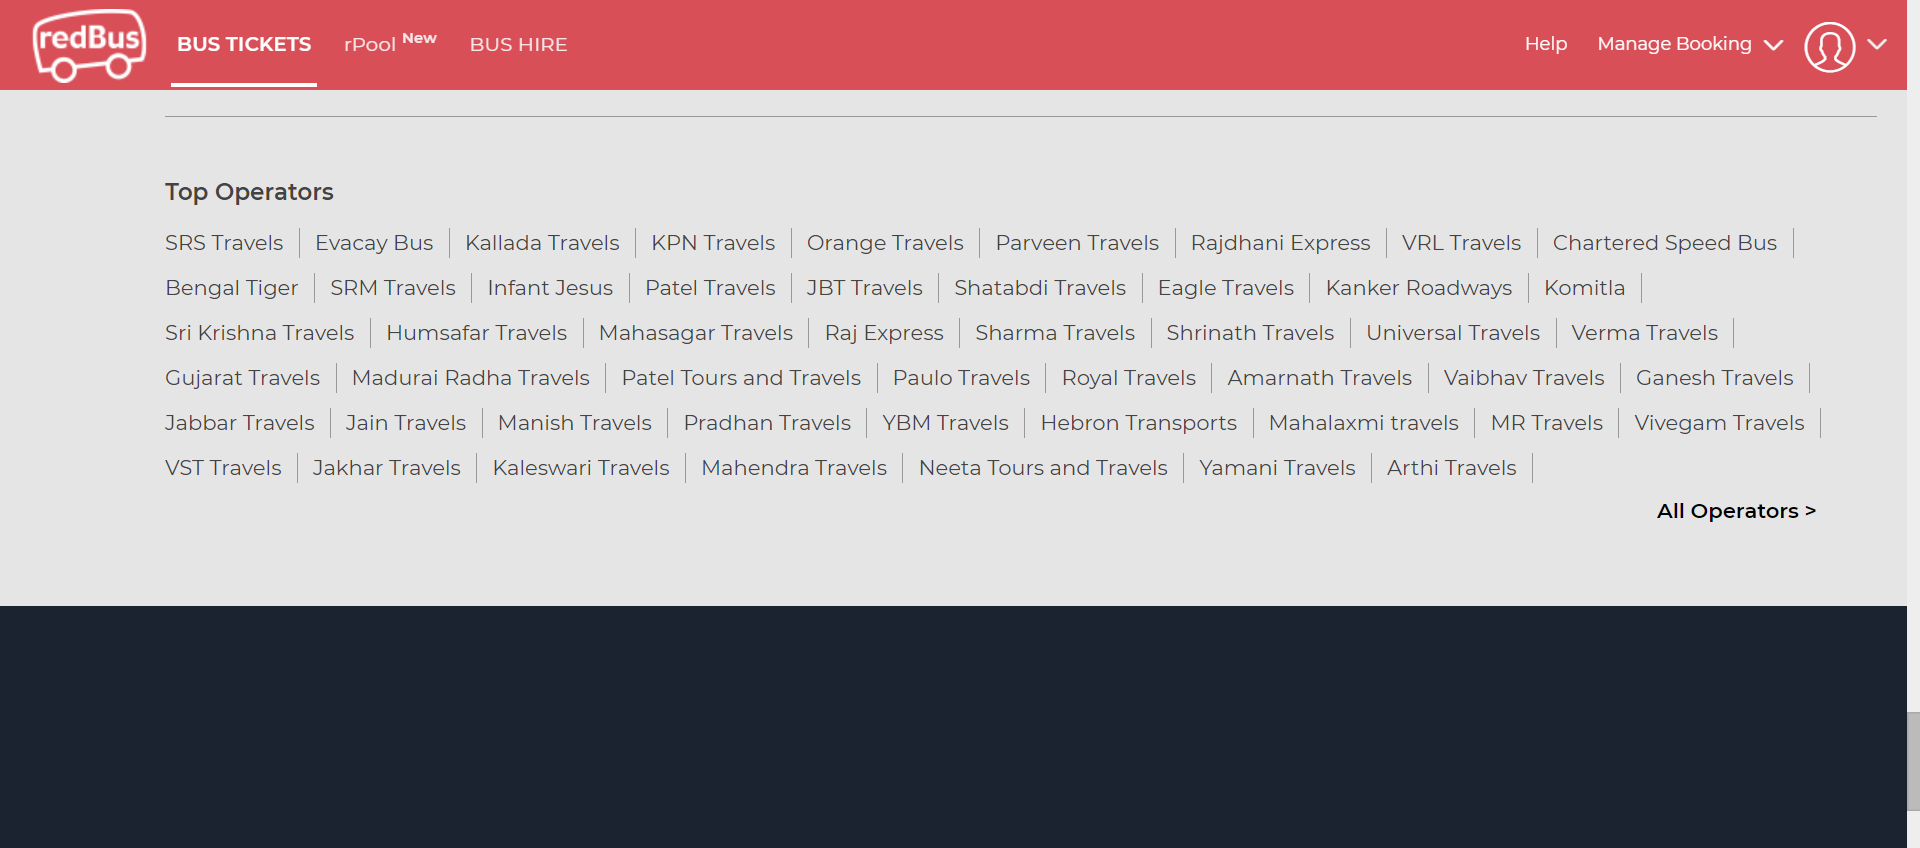 redBus BUS TICKETS rPool New BUS HIRE Help Manage Booking
Top Operators
SRS Travels Evacay Bus Kallada Travels KPN Travels Orange Travels Parveen Travels Rajdhani Express VRL Travels Chartered Speed Bus
Bengal Tiger SRM Travels Infant Jesus Patel Travels JBT Travels Shatabdi Travels Eagle Travels Kanker Roadways Komitla
Sri Krishna Travels Humsafar Travels Mahasagar Travels Raj Express Sharma Travels Shrinath Travels Universal Travels Verma Travels
Gujarat Travels Madurai Radha Travels Patel Tours and Travels Paulo Travels Royal Travels Amarnath Travels Vaibhav Travels Ganesh Travels
Jabbar Travels Jain Travels Manish Travels Pradhan Travels YBM Travels Hebron Transports Mahalaxmi travels MR Travels Vivegam Travels
VST Travels Jakhar Travels Kaleswari Travels Mahendra Travels Neeta Tours and Travels Yamani Travels Arthi Travels
All Operators >